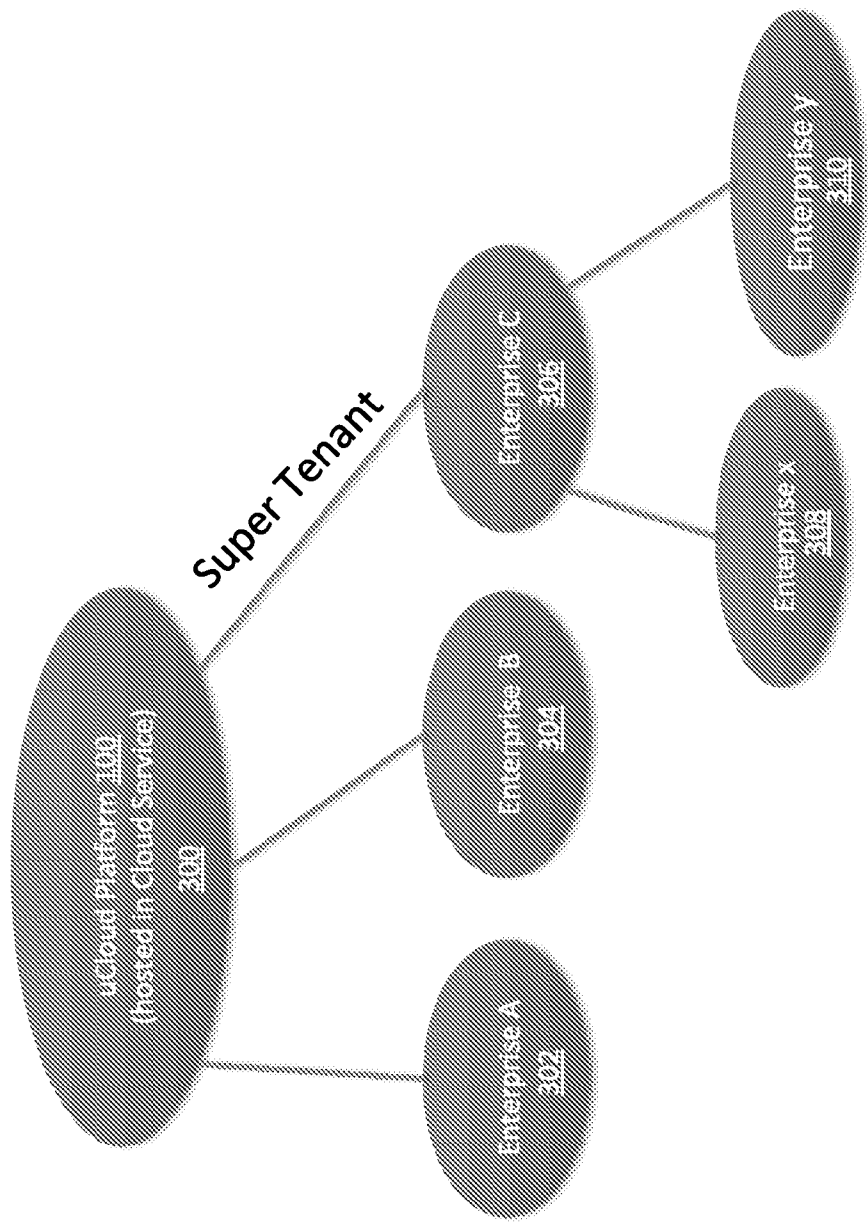 uCloud Platform 100
(hosted in Cloud Service)
300
Super Tenant
Enterprise A
302
Enterprise B
304
Enterprise C
306
Enterprise x
308
Enterprise y
310